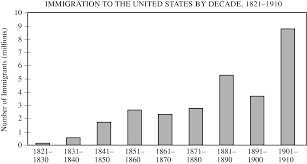 IMMIGRATION TO THE UNITED STATES BY DECADE, 1821–1910
Number of Immigrants (millions)
10
9
8
7
6
5
4
3
2
1
0
1821– 1831– 1841– 1851– 1861– 1871– 1881– 1891– 1901–
1830 1840 1850 1860 1870 1880 1890 1900 1910